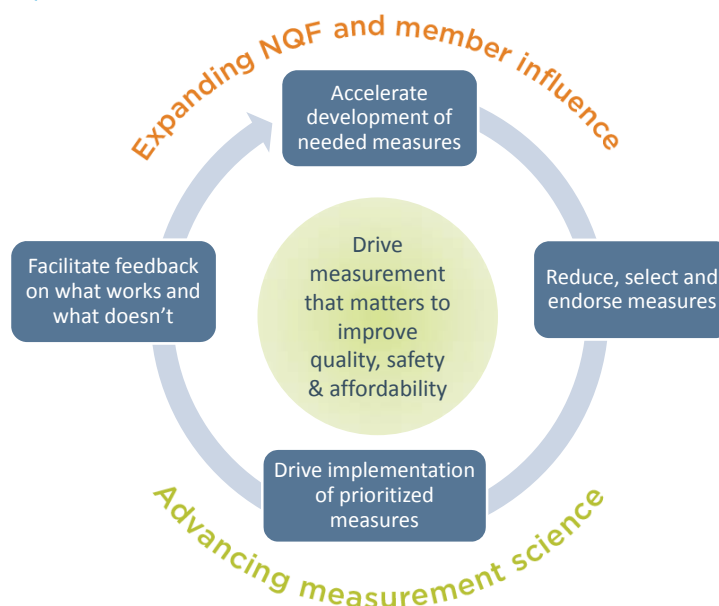 Expanding NQF and member influence
Accelerate
development of
needed measures
Facilitate feedback
on what works and
what doesn't
Drive
measurement
that matters to
improve
quality, safety
& affordability
Reduce, select and
endorse measures
Drive implementation
of prioritized
measures
Advancing measurement science